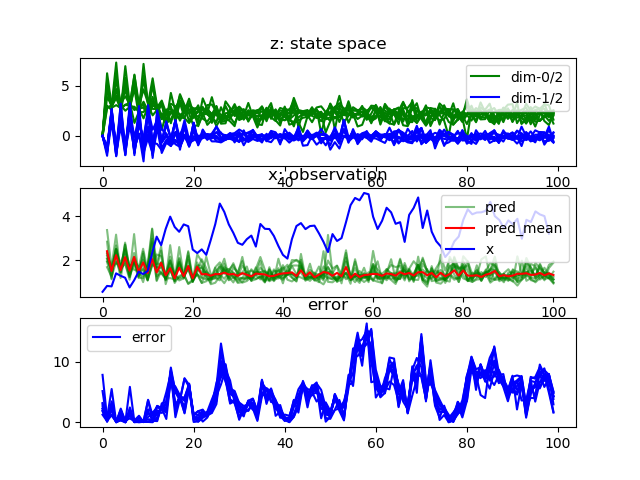 z: state space
5
0
dim-0/2
dim-1/2
0 20 40 60 80 100
x: observation
4
2
pred
pred_mean
x
0 20 40 60 80 100
error
10
0
error
0 20 40 60 80 100